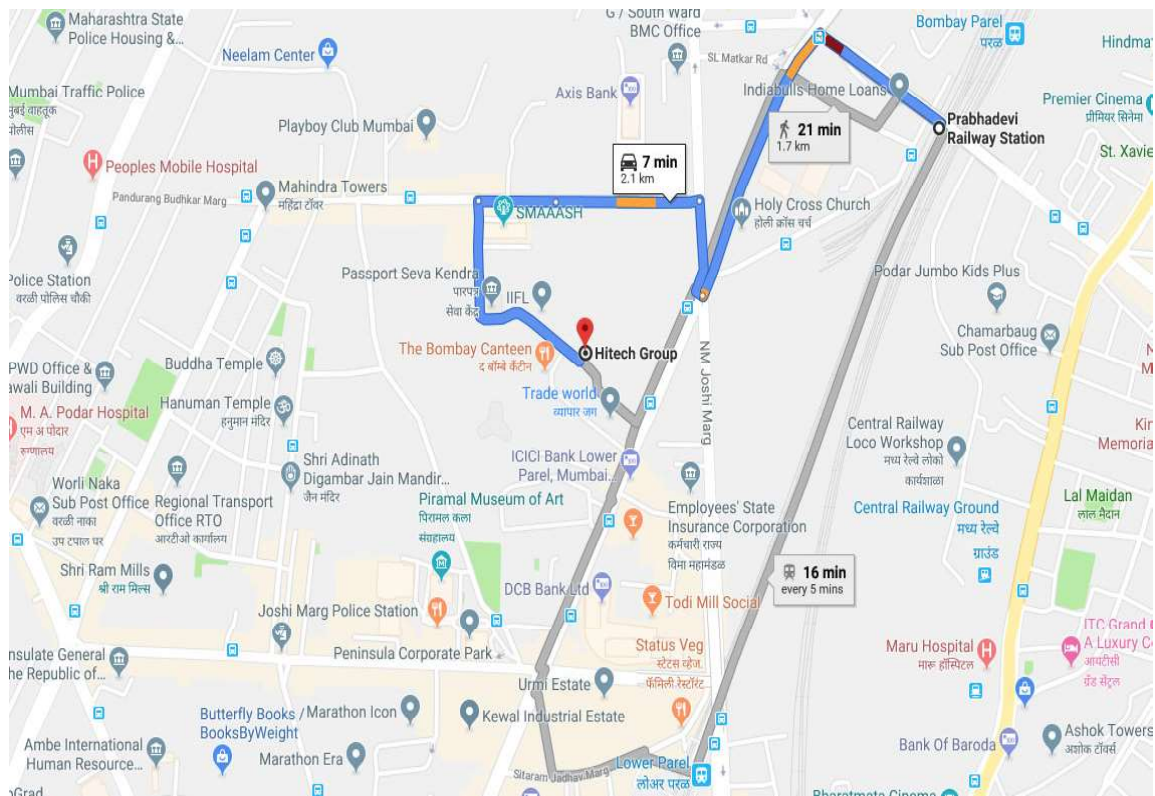 Maharashtra State
Police Housing &...
G / South Ward
BMC Office
Bombay Parel
परळ
Neelam Center
SL Matkar Rd
Hindmat
Mumbai Traffic Police
मुंबई वाहतूक
पोलीस
Axis Bank
Indiabulls Home Loans
Premier Cinema
प्रीमियर सिनेमा
Playboy Club Mumbai
21 min
1.7 km
Prabhadevi
Railway Station
St. Xavie
Peoples Mobile Hospital
7 min
2.1 km
Pandurang Budhkar Marg
Mahindra Towers
महिंद्रा टॉवर
SMAAASH
Holy Cross Church
होली क्रॉस चर्च
Police Station
वरळी पोलिस चौकी
Passport Seva Kendra
पारपत्र
सेवा केंद्र
IIFL
Podar Jumbo Kids Plus
Chamarbaug
Sub Post Office
The Bombay Canteen
द बॉम्बे कँटीन
Hitech Group
NM Joshi Marg
PWD Office &
awali Building
Buddha Temple
Hanuman Temple
हनुमान मंदिर
Trade world
व्यापार जग
M. A. Podar Hospital
एम अ पोदार
रुग्णालय
Central Railway
Loco Workshop
मध्य रेल्वे लोको
कार्यशाळा
Kin
Memoria
Shri Adinath
Digambar Jain Mandir...
जैन मंदिर
ICICI Bank Lower
Parel, Mumbai...
Worli Naka
Sub Post Office
वरळी नाका
उप टपाल घर
Regional Transport
Office RTO
आरटीओ कार्यालय
Piramal Museum of Art
पिरामल कला
संग्रहालय
Employees' State
Insurance Corporation
कर्मचारी राज्य
विमा महामंडळ
Central Railway Ground
मध्य रेल्वे
ग्राउंड
Lal Maidan
लाल मैदान
Shri Ram Mills
श्री राम मिल्स
16 min
every 5 mins
DCB Bank Ltd
Todi Mill Social
Joshi Marg Police Station
Peninsula Corporate Park
Status Veg
स्टेटस व्हेज.
फॅमिली रेस्टॉरंट
Maru Hospital
मारू हॉस्पिटल
ITC Grand
A Luxury C
आयटीसी
ग्रँड सेंट्रल
nsulate General
the Republic of...
Urmi Estate
Butterfly Books /
BooksByWeight
Marathon Icon
Kewal Industrial Estate
Ambe International
Human Resource...
Marathon Era
Sitaram Jadhav Marg
Lower Parel
लोअर परळ
Bank Of Baroda
Ashok Towers
अशोक टॉवर्स
oGrad
Bharatmata Cinema